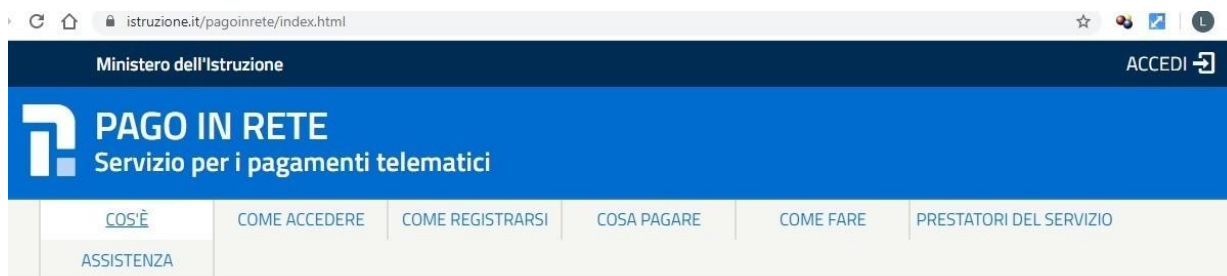 istruzione.it/pagoinrete/index.html
L
Ministero dell'Istruzione
ACCEDI
PAGO IN RETE
Servizio per i pagamenti telematici
COS'È
COME ACCEDERE
COME REGISTRARSI
COSA PAGARE
COME FARE
PRESTATORI DEL SERVIZIO
ASSISTENZA